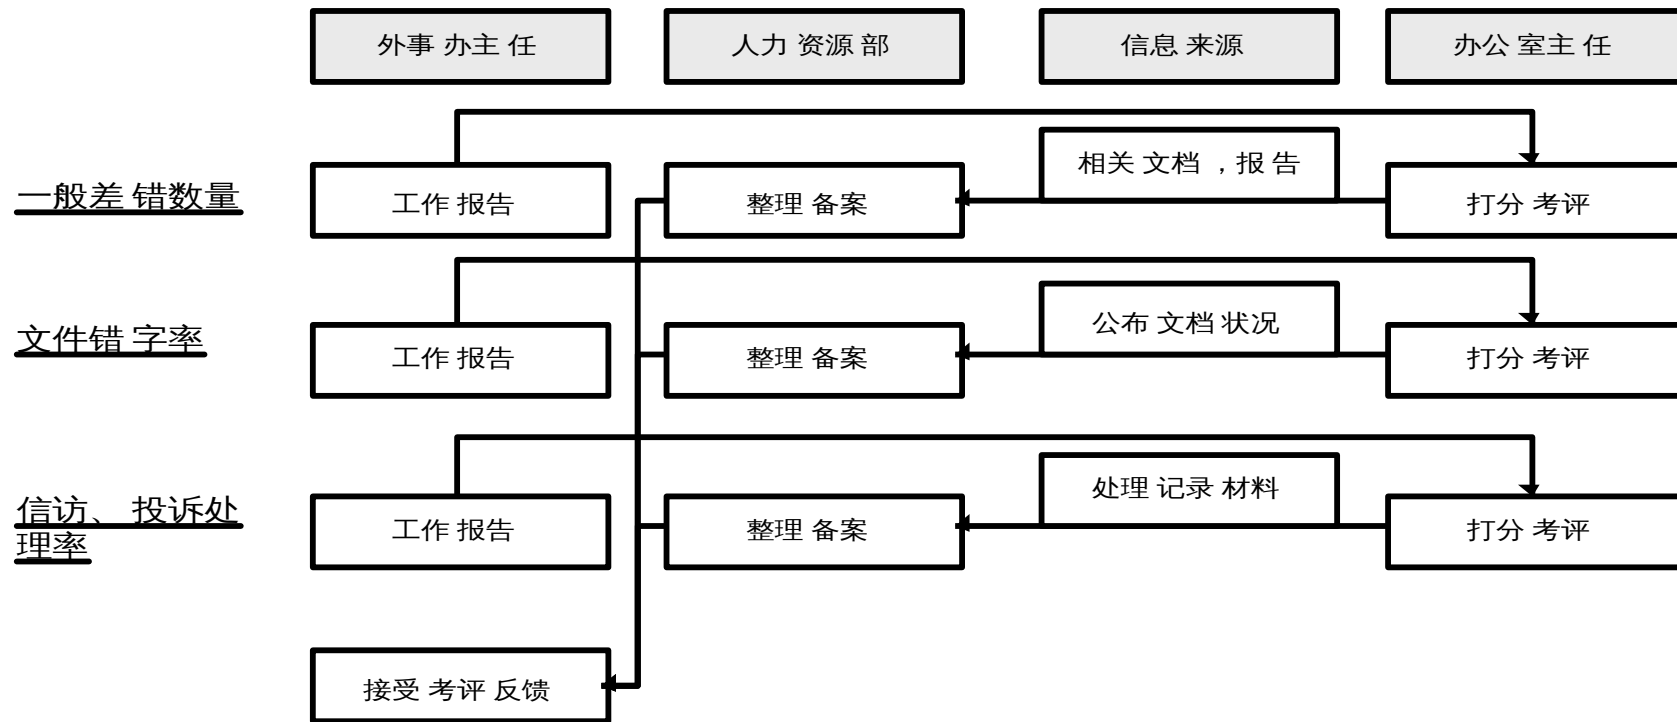 外事办主任
人力资源部
信息来源
办公室主任
相关文档，报告
一般差错数量
工作报告
整理备案
打分考评
公布文档状况
文件错字率
工作报告
整理备案
打分考评
处理记录材料
信访、投诉处
理率
工作报告
整理备案
打分考评
接受考评反馈